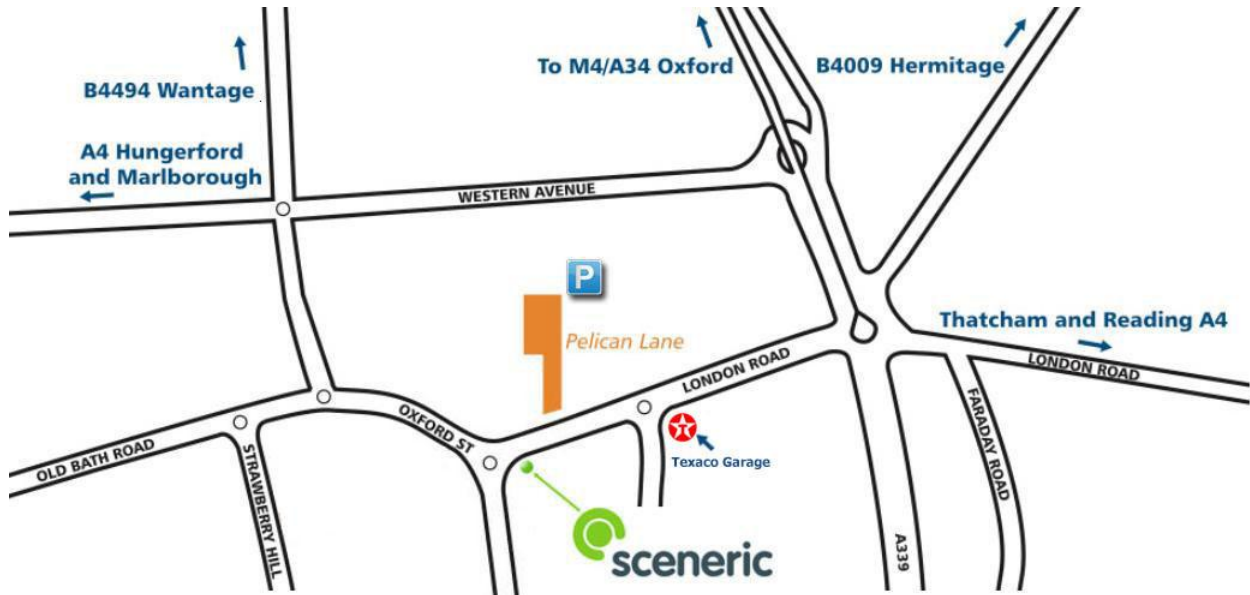 B4494 Wantage
A4 Hungerford
and Marlborough
To M4/A34 Oxford
B4009 Hermitage
WESTERN AVENUE
P
Pelican Lane
Thatcham and Reading A4
LONDON ROAD
LONDON ROAD
FARADAY ROAD
OXFORD ST
OLD BATH ROAD
STRAWBERRY HILL
T
Texaco Garage
A339
sceneric